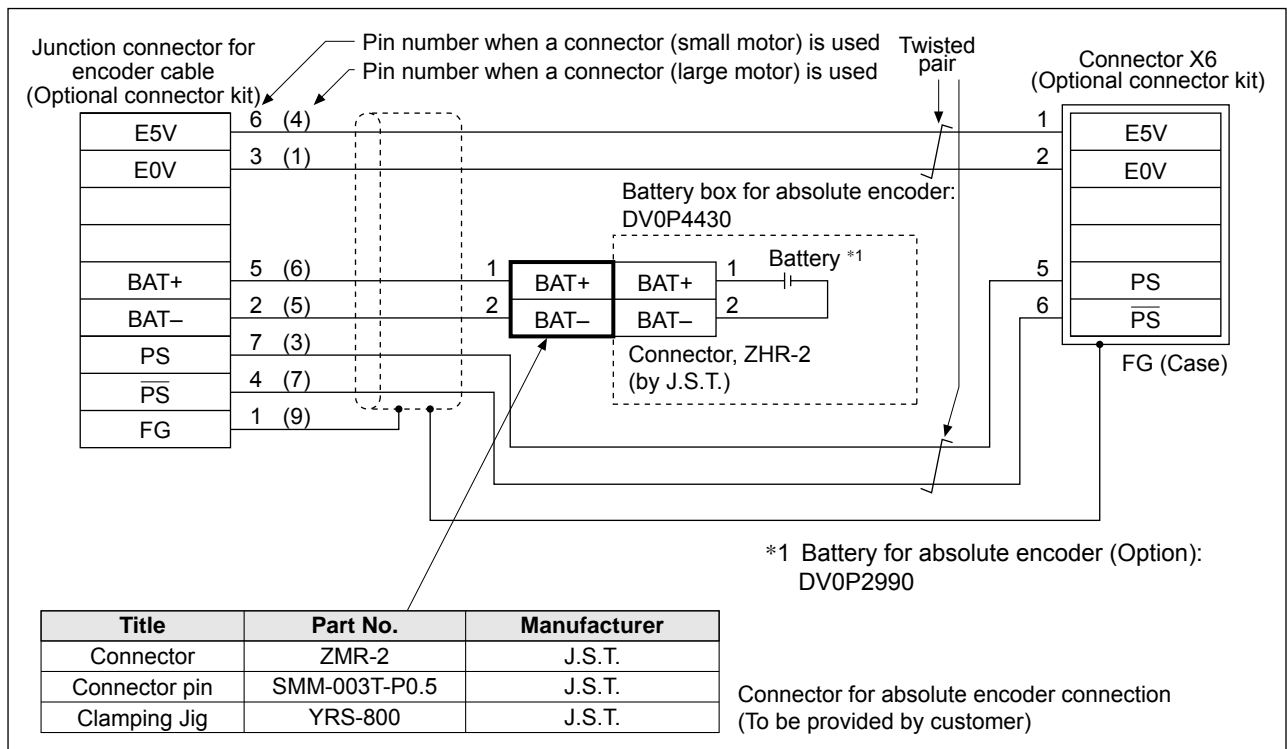 Junction connector for
encoder cable
(Optional connector kit)
Pin number when a connector (small motor) is used
Pin number when a connector (large motor) is used
Twisted
pair
Connector X6
(Optional connector kit)
E5V 6 (4)
E0V 3 (1)
BAT+ 5 (6)
BAT– 2 (5)
PS 7 (3)
P̅S̅ 4 (7)
FG 1 (9)
1 E5V
2 E0V
5 PS
6 P̅S̅
FG (Case)
Battery box for absolute encoder:
DV0P4430
1 BAT+ BAT+ 1
2 BAT– BAT– 2
Battery *1
Connector, ZHR-2
(by J.S.T.)
*1 Battery for absolute encoder (Option):
DV0P2990
Title Part No. Manufacturer
Connector ZMR-2 J.S.T.
Connector pin SMM-003T-P0.5 J.S.T.
Clamping Jig YRS-800 J.S.T.
Connector for absolute encoder connection
(To be provided by customer)